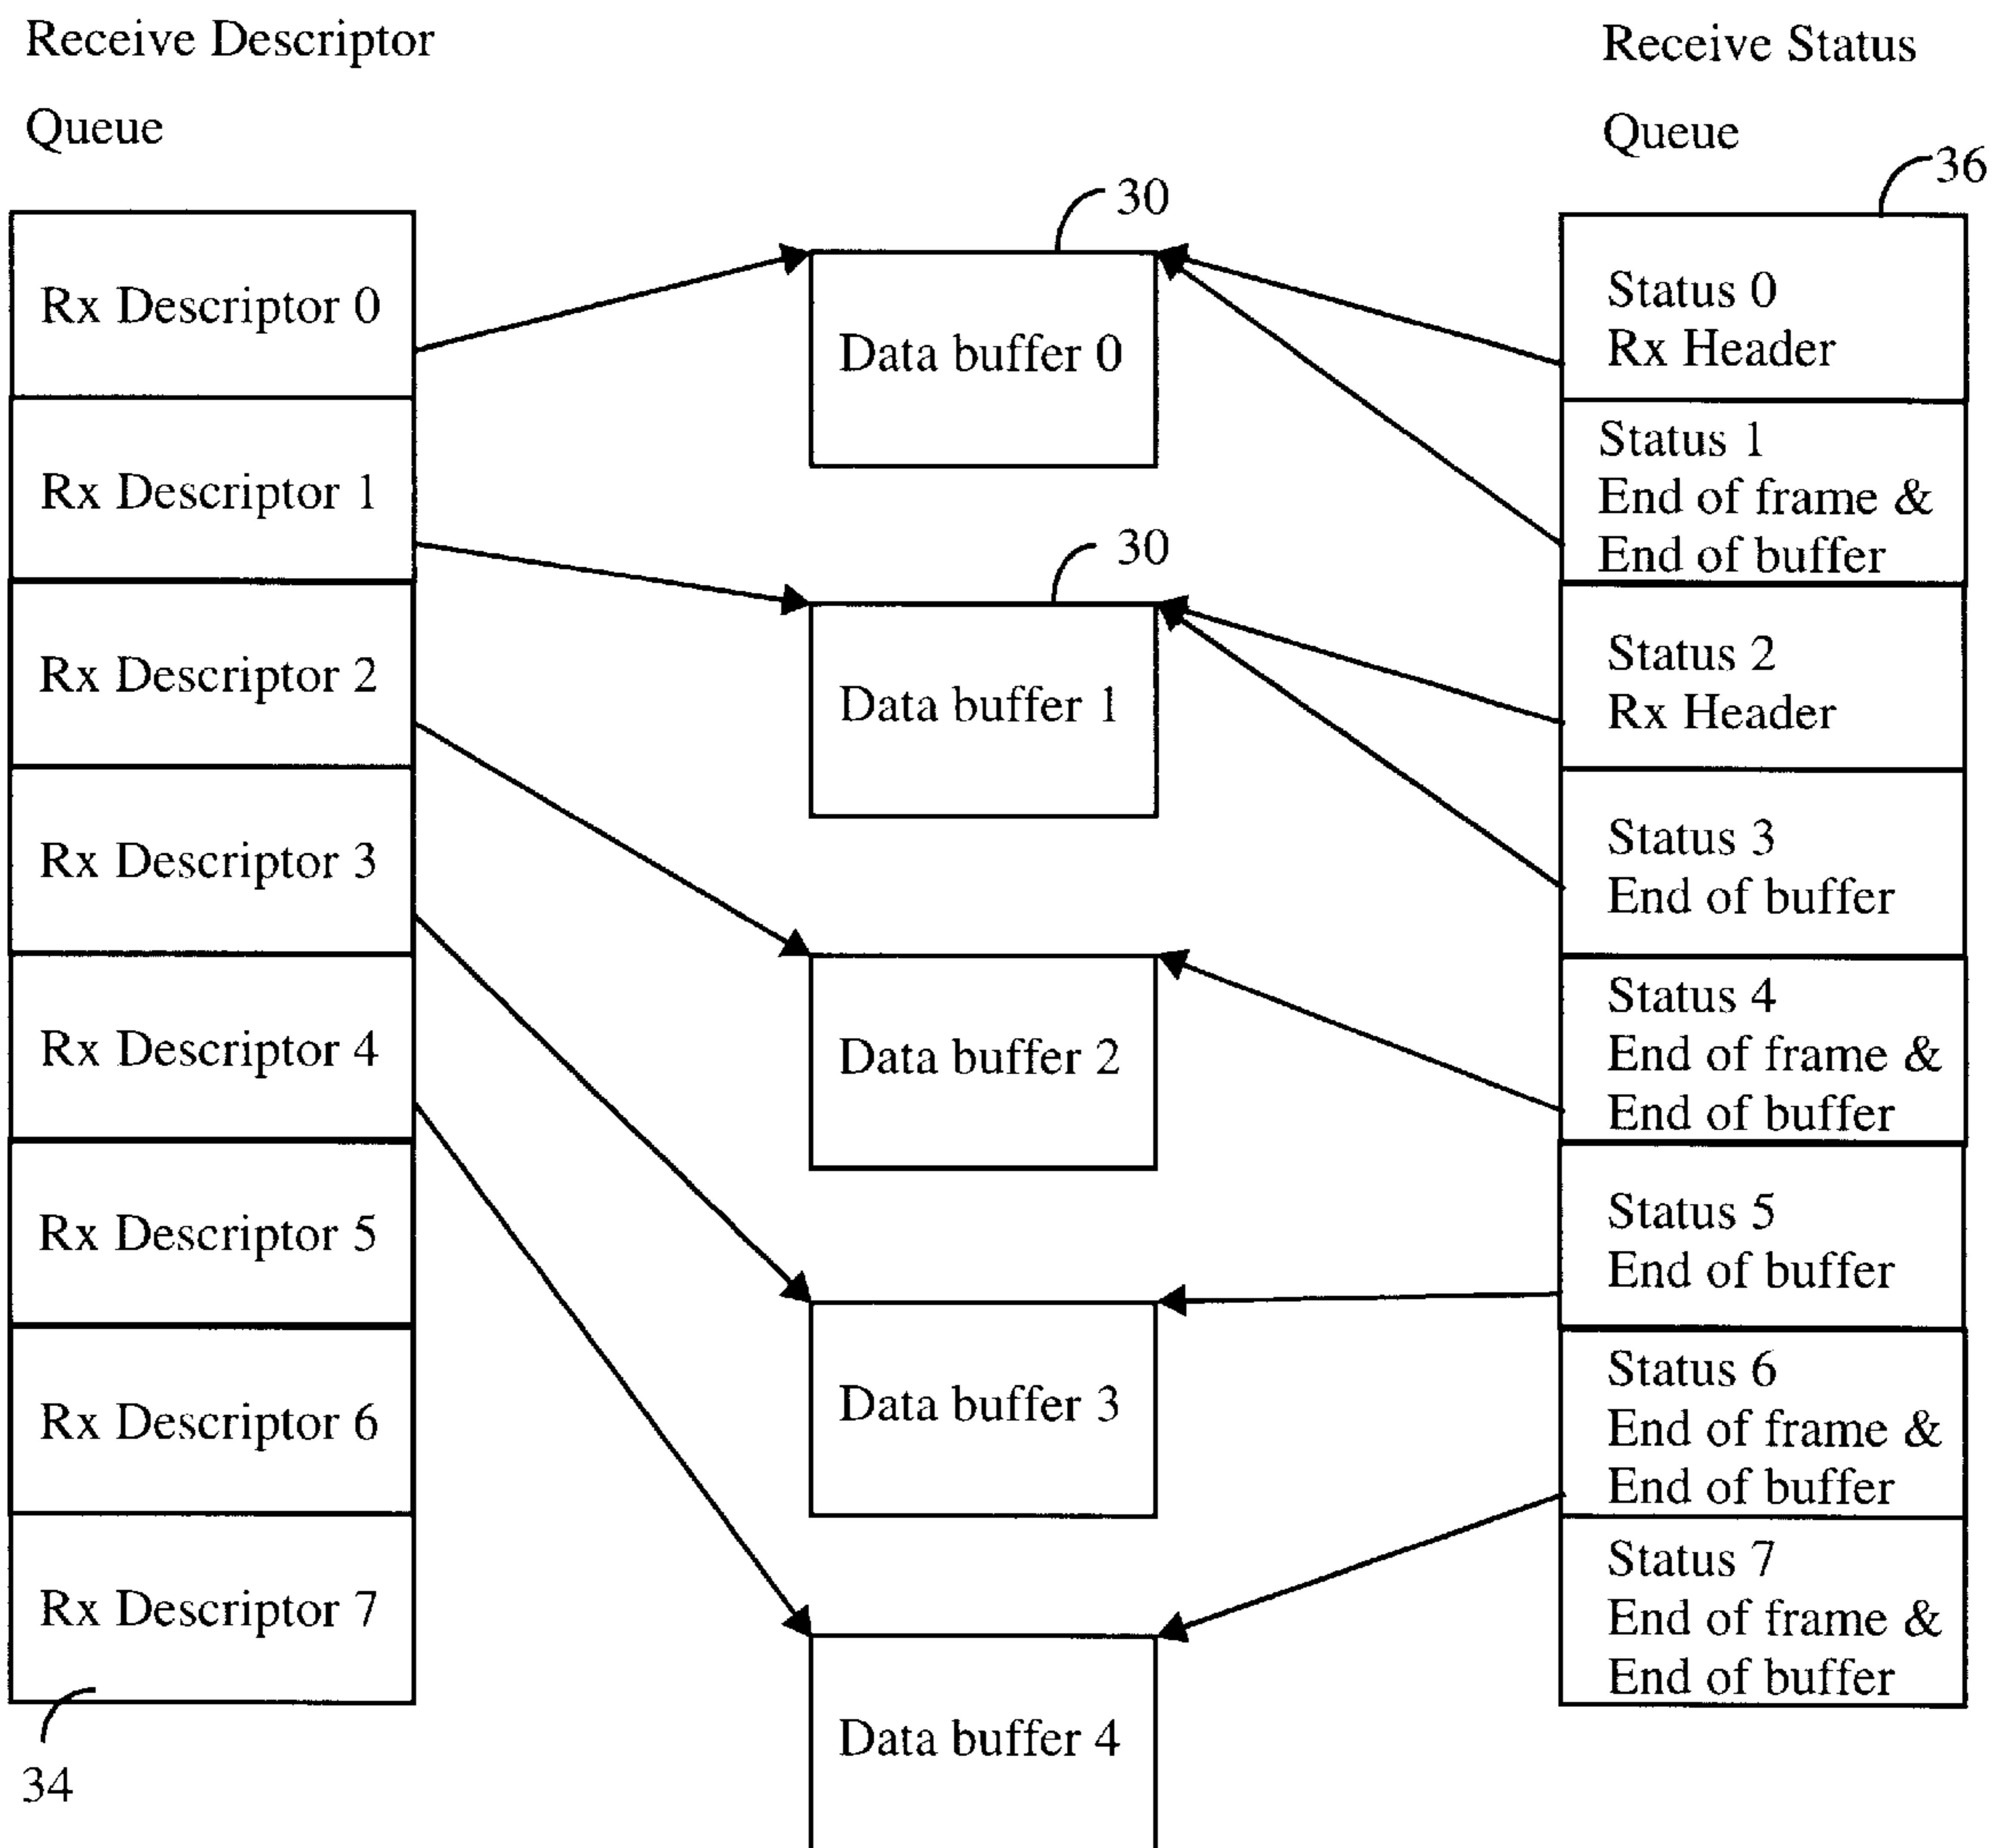 Receive Descriptor
Queue
Rx Descriptor 0
Rx Descriptor 1
Rx Descriptor 2
Rx Descriptor 3
Rx Descriptor 4
Rx Descriptor 5
Rx Descriptor 6
Rx Descriptor 7
34
30
Data buffer 0
30
Data buffer 1
Data buffer 2
Data buffer 3
Data buffer 4
Receive Status
Queue
36
Status 0
Rx Header
Status 1
End of frame &
End of buffer
Status 2
Rx Header
Status 3
End of buffer
Status 4
End of frame &
End of buffer
Status 5
End of buffer
Status 6
End of frame &
End of buffer
Status 7
End of frame &
End of buffer